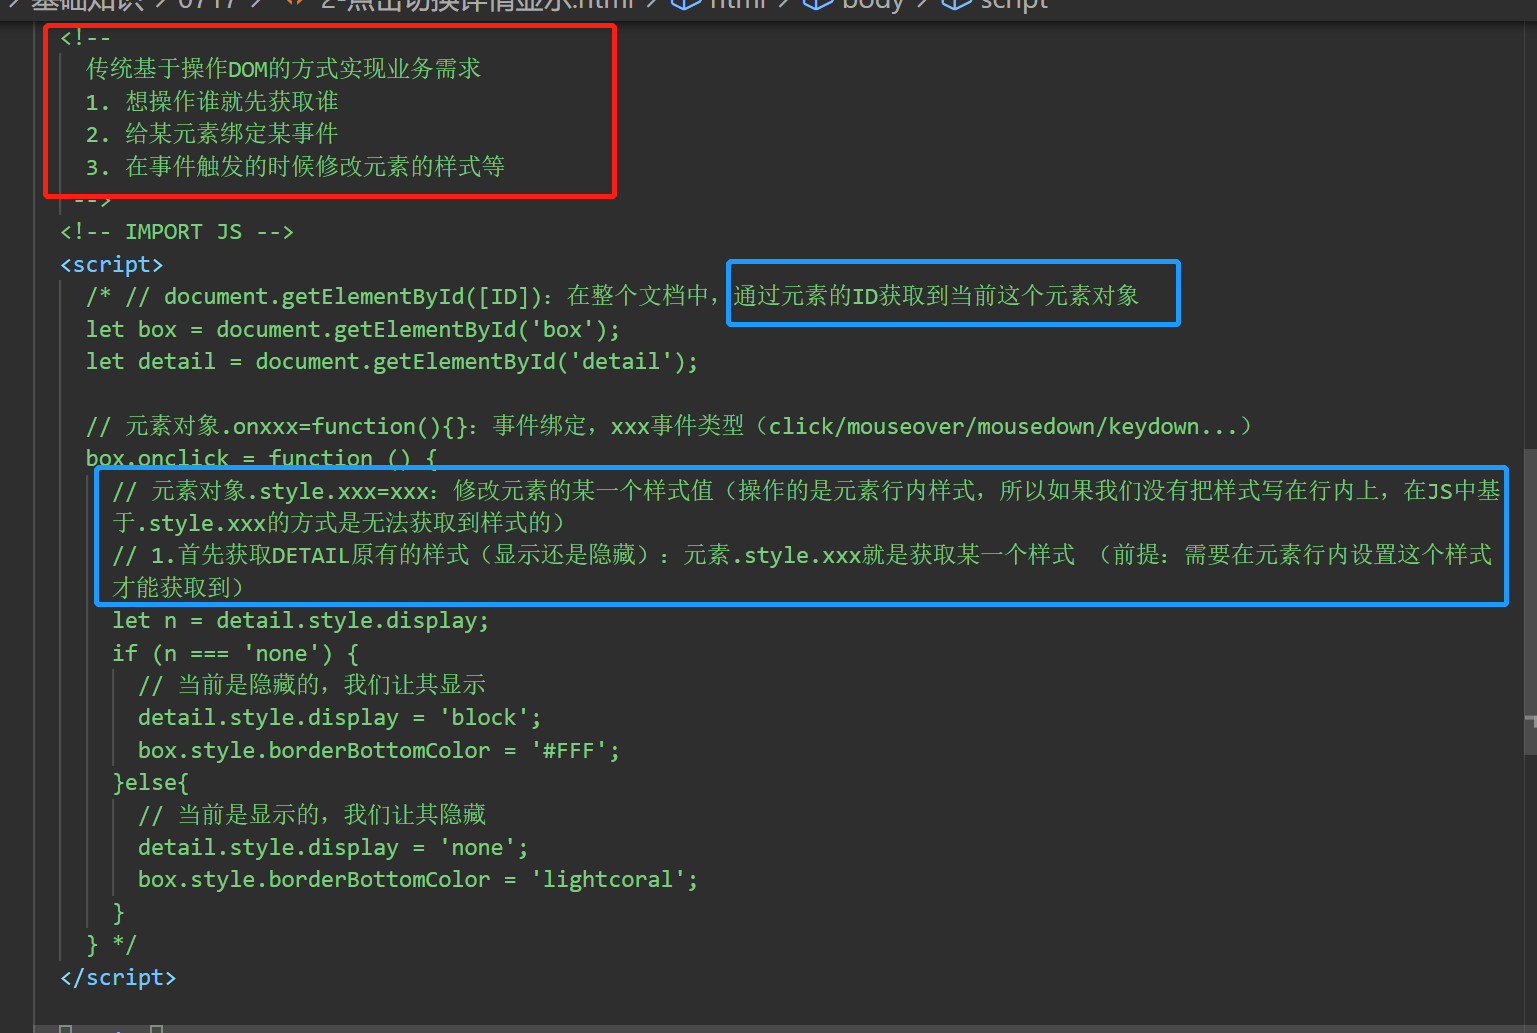 基础知识 > 0717 > 2-点击切换详情显示.html > html > body > script
<!--
传统基于操作DOM的方式实现业务需求
1. 想操作谁就先获取谁
2. 给某元素绑定某事件
3. 在事件触发的时候修改元素的样式等
-->
<!-- IMPORT JS -->
<script>
/* // document.getElementById([ID])：在整个文档中，通过元素的ID获取到当前这个元素对象
let box = document.getElementById('box');
let detail = document.getElementById('detail');
// 元素对象.onxxx=function(){}：事件绑定，xxx事件类型（click/mouseover/mousedown/keydown...）
box.onclick = function () {
// 元素对象.style.xxx=xxx：修改元素的某一个样式值（操作的是元素行内样式，所以如果我们没有把样式写在行内上，在JS中基
于.style.xxx的方式是无法获取到样式的）
// 1.首先获取DETAIL原有的样式（显示还是隐藏）：元素.style.xxx就是获取某一个样式 （前提：需要在元素行内设置这个样式
才能获取到）
let n = detail.style.display;
if (n === 'none') {
// 当前是隐藏的，我们让其显示
detail.style.display = 'block';
box.style.borderBottomColor = '#FFF';
}else{
// 当前是显示的，我们让其隐藏
detail.style.display = 'none';
box.style.borderBottomColor = 'lightcoral';
}
} */
</script>